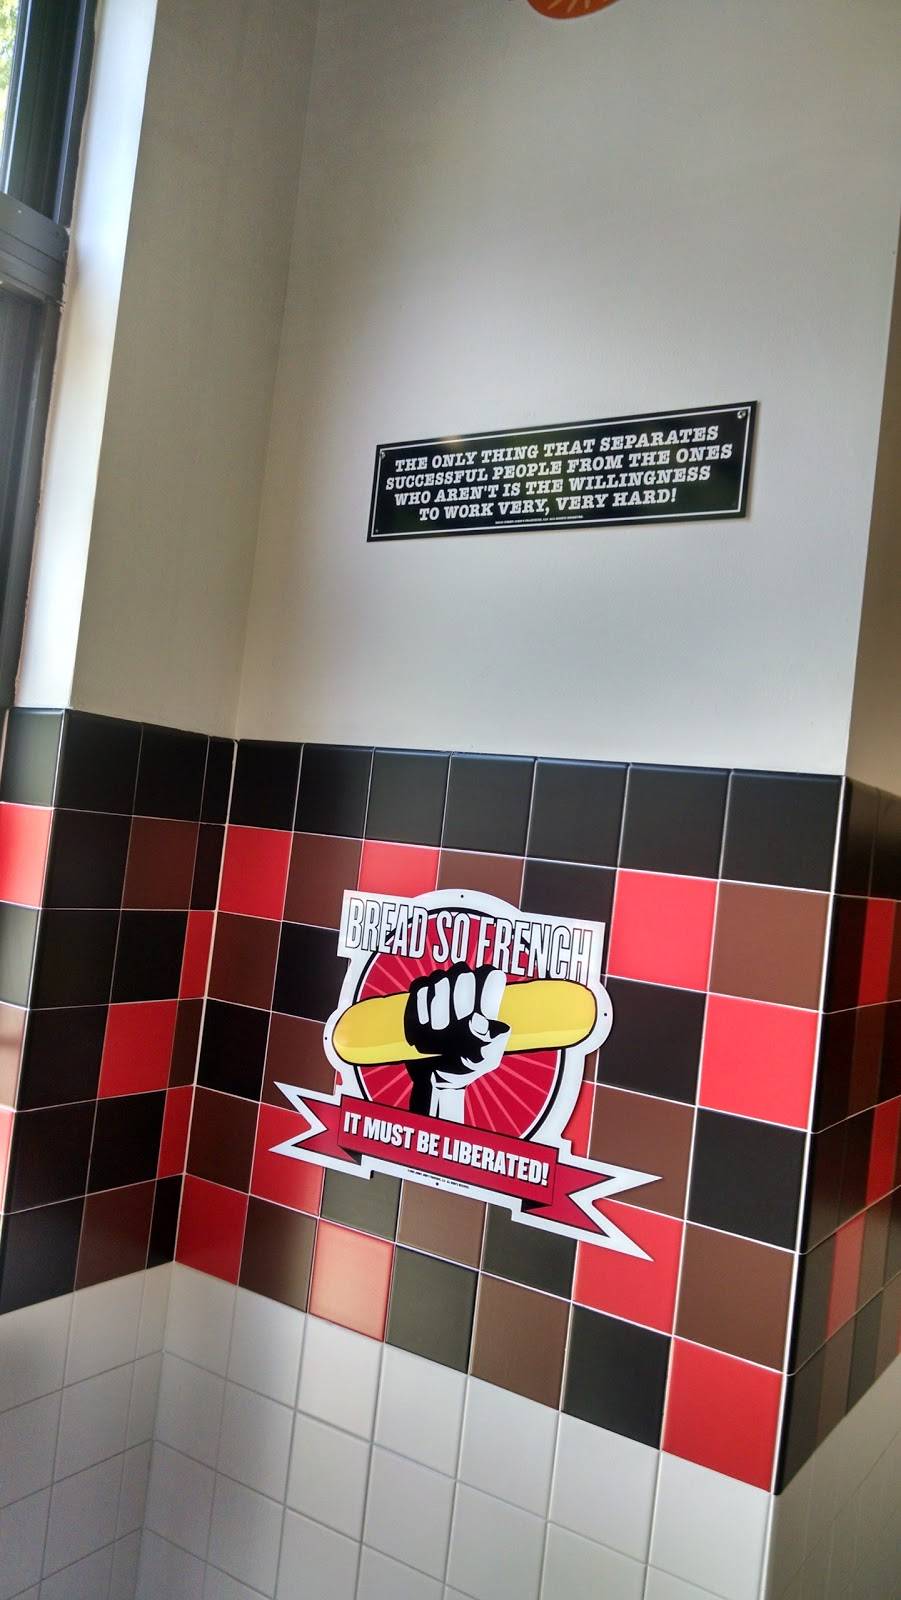 THE ONLY THING THAT SEPARATES
SUCCESSFUL PEOPLE FROM THE ONES
WHO AREN'T IS THE WILLINGNESS
TO WORK VERY, VERY HARD!
BREAD SO FRENCH
IT MUST BE LIBERATED!